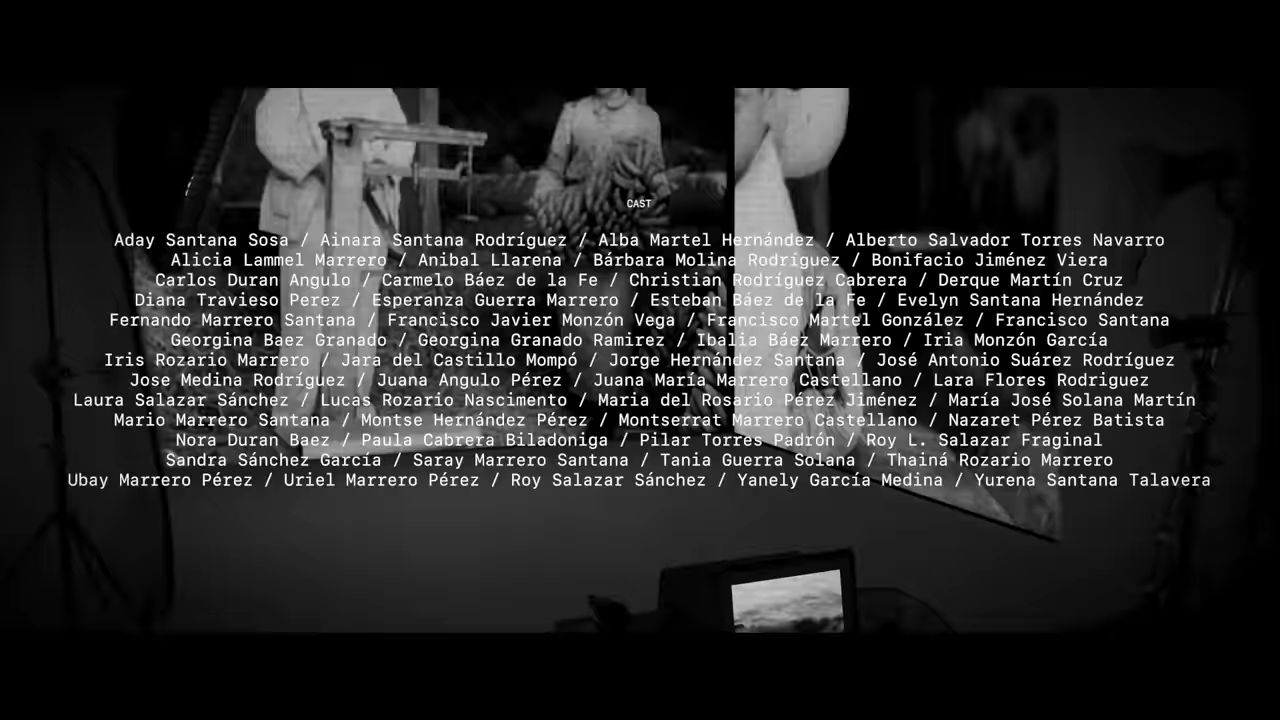 CAST
Aday Santana Sosa / Ainara Santana Rodríguez / Alba Martel Hernández / Alberto Salvador Torres Navarro
Alicia Lammel Marrero / Anibal Llarena / Bárbara Molina Rodríguez / Bonifacio Jiménez Viera
Carlos Duran Angulo / Carmelo Báez de la Fe / Christian Rodríguez Cabrera / Derque Martín Cruz
Diana Travieso Perez / Esperanza Guerra Marrero / Esteban Báez de la Fe / Evelyn Santana Hernández
Fernando Marrero Santana / Francisco Javier Monzón Vega / Francisco Martel González / Francisco Santana
Georgina Baez Granado / Georgina Granado Ramirez / Ibalia Báez Marrero / Iria Monzón García
Iris Rozario Marrero / Jara del Castillo Mompó / Jorge Hernández Santana / José Antonio Suárez Rodríguez
Jose Medina Rodríguez / Juana Angulo Pérez / Juana María Marrero Castellano / Lara Flores Rodriguez
Laura Salazar Sánchez / Lucas Rozario Nascimento / Maria del Rosario Pérez Jiménez / María José Solana Martín
Mario Marrero Santana / Montse Hernández Pérez / Montserrat Marrero Castellano / Nazaret Pérez Batista
Nora Duran Baez / Paula Cabrera Biladoniga / Pilar Torres Padrón / Roy L. Salazar Fraginal
Sandra Sánchez García / Saray Marrero Santana / Tania Guerra Solana / Thainá Rozario Marrero
Ubay Marrero Pérez / Uriel Marrero Pérez / Roy Salazar Sánchez / Yanely García Medina / Yurena Santana Talavera